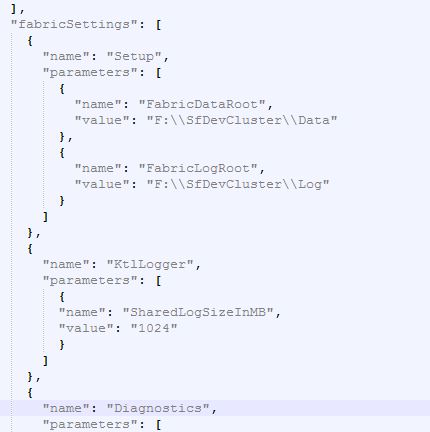 ],
"fabricSettings": [
{
"name": "Setup",
"parameters": [
{
"name": "FabricDataRoot",
"value": "F:\\SfDevCluster\\Data"
},
{
"name": "FabricLogRoot",
"value": "F:\\SfDevCluster\\Log"
}
]
},
{
"name": "KtlLogger",
"parameters": [
{
"name": "SharedLogSizeInMB",
"value": "1024"
}
]
},
{
"name": "Diagnostics",
"parameters": [